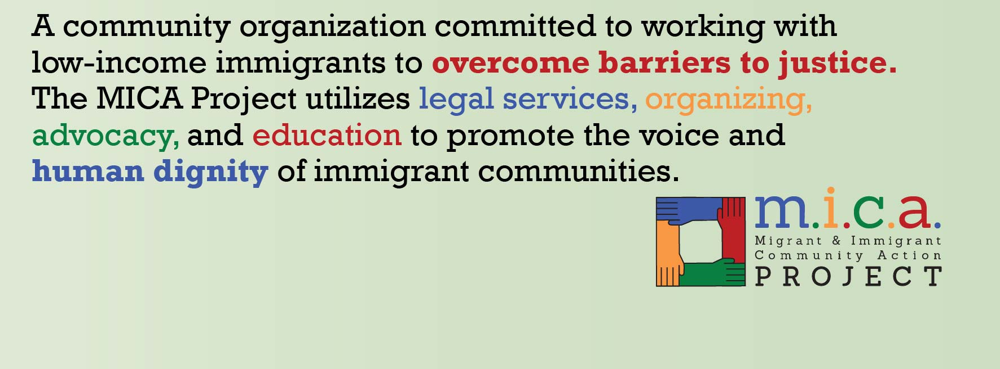 A community organization committed to working with
low-income immigrants to overcome barriers to justice.
The MICA Project utilizes legal services, organizing,
advocacy, and education to promote the voice and
human dignity of immigrant communities.
m.i.c.a.
Migrant & Immigrant
Community Action
PROJECT